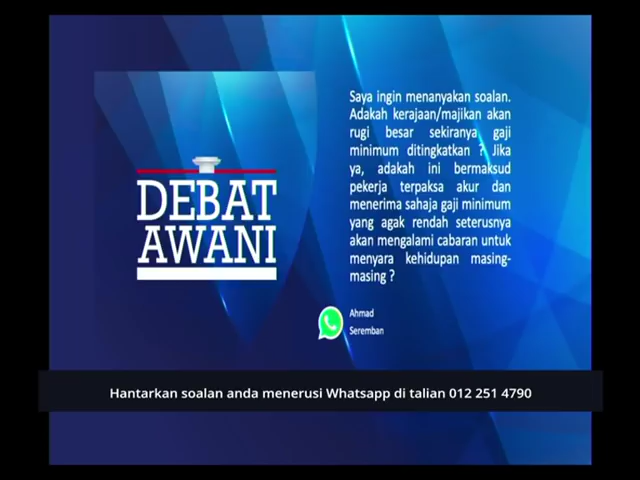 DEBAT
AWANI
Saya ingin menanyakan soalan.
Adakah kerajaan/majikan akan
rugi besar sekiranya gaji
minimum ditingkatkan ? Jika
ya, adakah ini bermaksud
pekerja terpaksa akur dan
menerima sahaja gaji minimum
yang agak rendah seterusnya
akan mengalami cabaran untuk
menyara kehidupan masing-
masing ?
Ahmad
Seremban
Hantarkan soalan anda menerusi Whatsapp di talian 012 251 4790